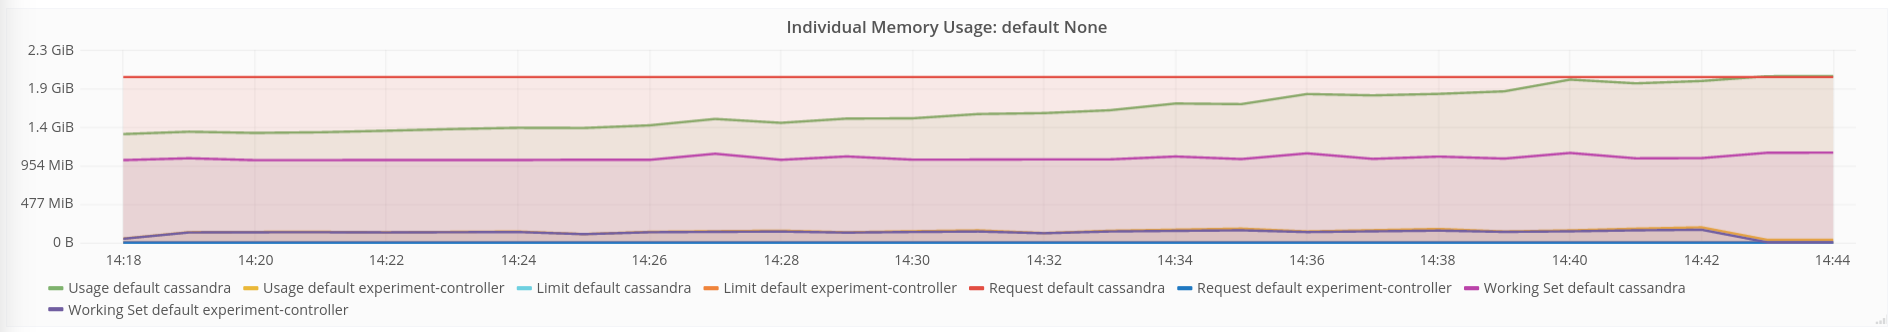 Individual Memory Usage: default None
2.3 GiB
1.9 GiB
1.4 GiB
954 MiB
477 MiB
0 B
14:18 14:20 14:22 14:24 14:26 14:28 14:30 14:32 14:34 14:36 14:38 14:40 14:42 14:44
Usage default cassandra Usage default experiment-controller Limit default cassandra Limit default experiment-controller Request default cassandra Request default experiment-controller Working Set default cassandra
Working Set default experiment-controller